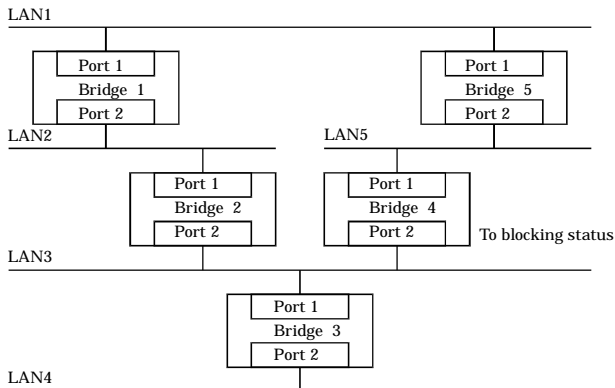 LAN1
Port 1
Bridge 1
Port 2
Port 1
Bridge 5
Port 2
LAN2
LAN5
Port 1
Bridge 2
Port 2
Port 1
Bridge 4
Port 2
To blocking status
LAN3
Port 1
Bridge 3
Port 2
LAN4